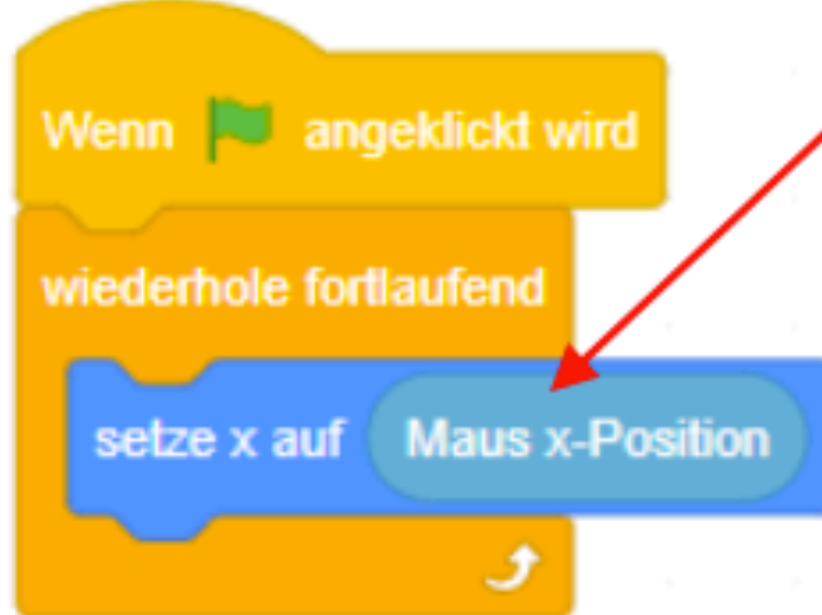 Wenn angeklickt wird
wiederhole fortlaufend
setze x auf Maus x-Position